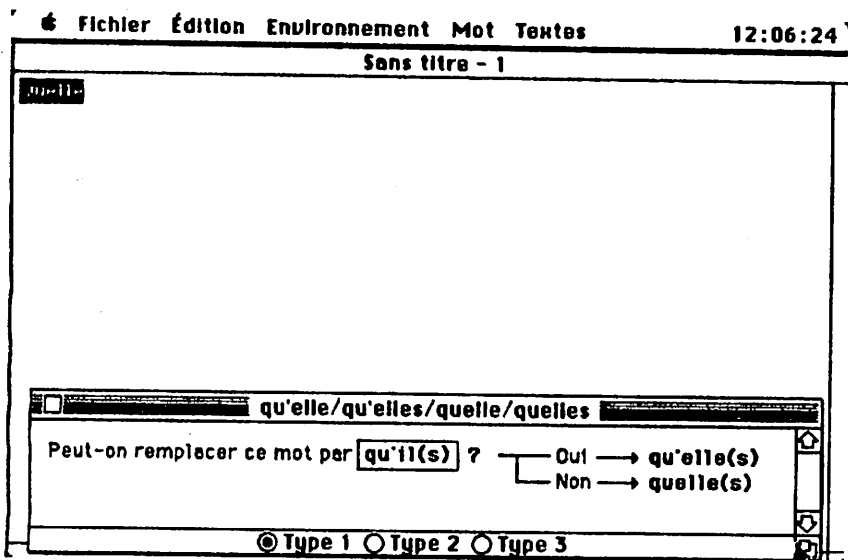 Fichier Édition Environnement Mot Textes 12:06:24
Sans titre - 1
quelle
qu'elle/qu'elles/quelle/quelles
Peut-on remplacer ce mot par qu'il(s) ? Oui → qu'elle(s)
Non → quelle(s)
Type 1 Type 2 Type 3